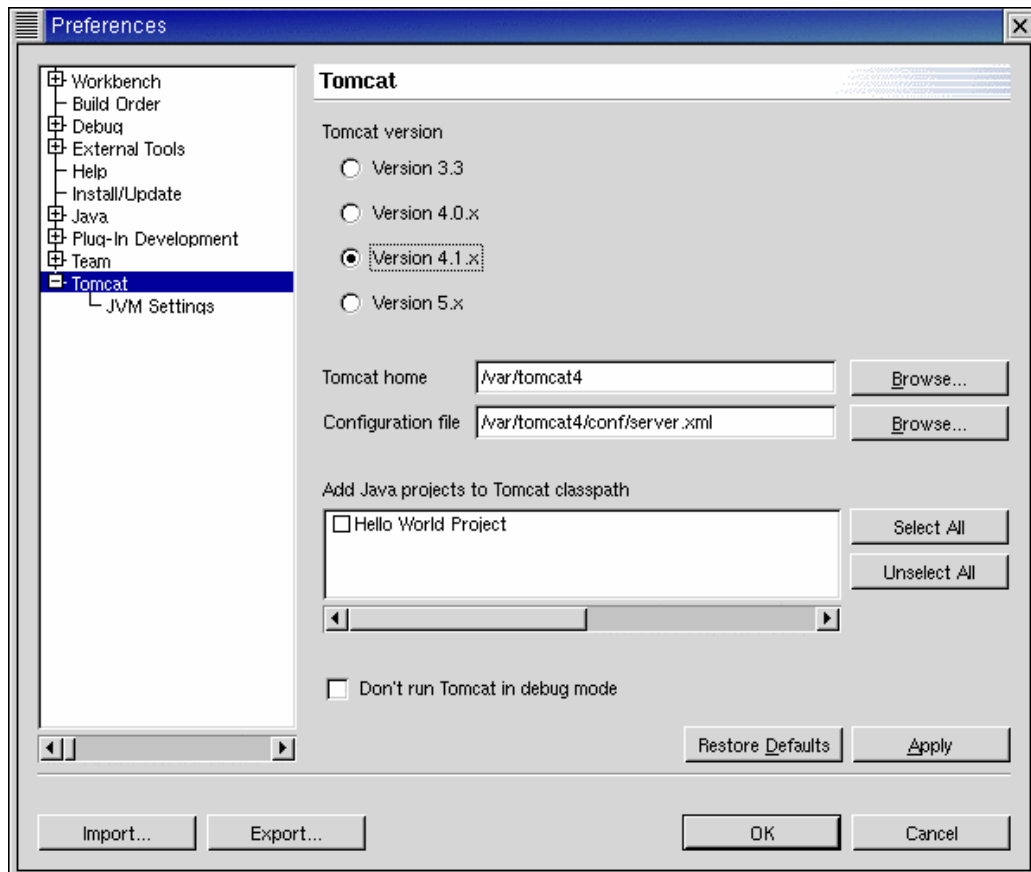 Preferences
Workbench
Build Order
Debug
External Tools
Help
Install/Update
Java
Plug-In Development
Team
Tomcat
JVM Settings
Tomcat
Tomcat version
Version 3.3
Version 4.0.x
Version 4.1.x
Version 5.x
Tomcat home
/var/tomcat4
Browse...
Configuration file
/var/tomcat4/conf/server.xml
Browse...
Add Java projects to Tomcat classpath
Hello World Project
Select All
Unselect All
Don't run Tomcat in debug mode
Restore Defaults
Apply
Import...
Export...
OK
Cancel